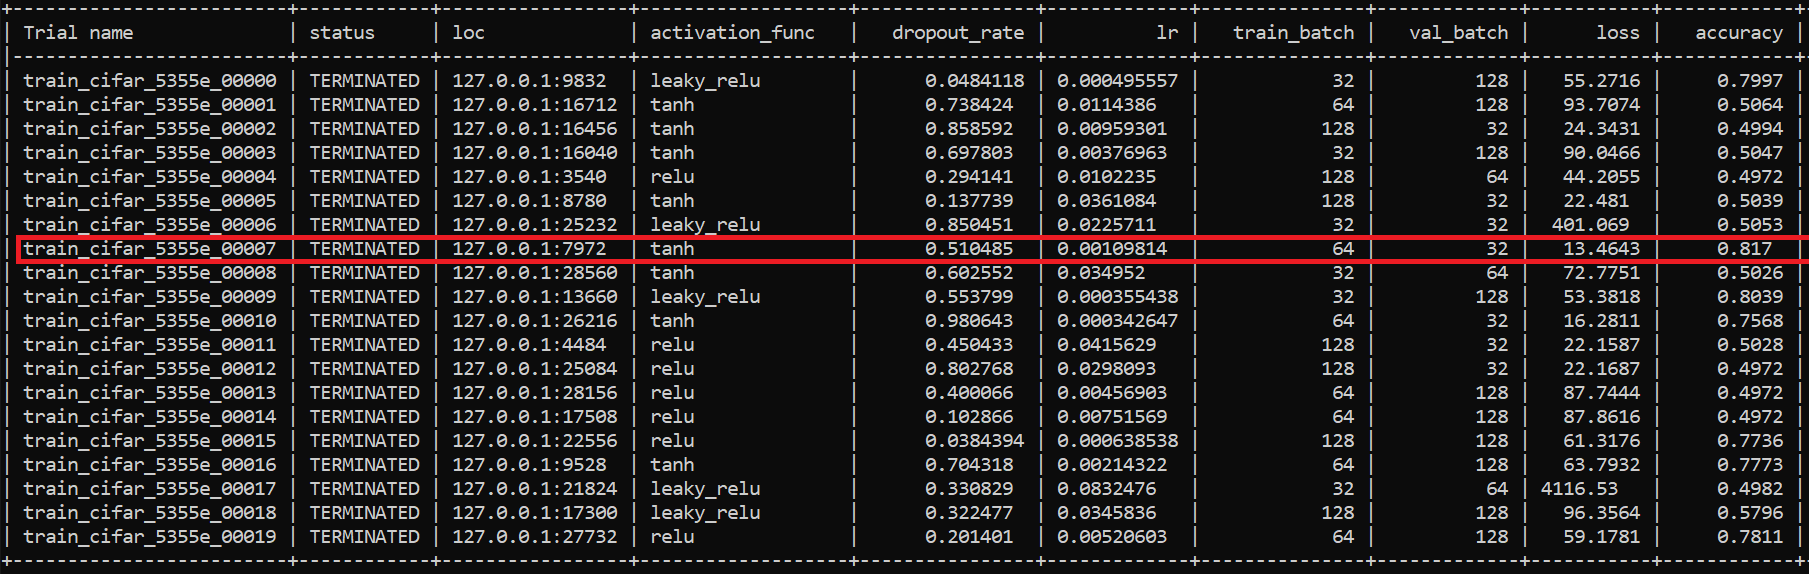 +--------------------------+------------+-----------------+-------------------+----------------+-------------+---------------+-------------+-----------+------------+
| Trial name | status | loc | activation_func | dropout_rate | lr | train_batch | val_batch | loss | accuracy |
|--------------------------+------------+-----------------+-------------------+----------------+-------------+---------------+-------------+-----------+------------|
| train_cifar_5355e_00000 | TERMINATED | 127.0.0.1:9832 | leaky_relu | 0.0484118 | 0.000495557 | 32 | 128 | 55.2716 | 0.7997 |
| train_cifar_5355e_00001 | TERMINATED | 127.0.0.1:16712 | tanh | 0.738424 | 0.0114386 | 64 | 128 | 93.7074 | 0.5064 |
| train_cifar_5355e_00002 | TERMINATED | 127.0.0.1:16456 | tanh | 0.858592 | 0.00959301 | 128 | 32 | 24.3431 | 0.4994 |
| train_cifar_5355e_00003 | TERMINATED | 127.0.0.1:16040 | tanh | 0.697803 | 0.00376963 | 32 | 128 | 90.0466 | 0.5047 |
| train_cifar_5355e_00004 | TERMINATED | 127.0.0.1:3540 | relu | 0.294141 | 0.0102235 | 128 | 64 | 44.2055 | 0.4972 |
| train_cifar_5355e_00005 | TERMINATED | 127.0.0.1:8780 | tanh | 0.137739 | 0.0361084 | 128 | 32 | 22.481 | 0.5039 |
| train_cifar_5355e_00006 | TERMINATED | 127.0.0.1:25232 | leaky_relu | 0.850451 | 0.0225711 | 32 | 32 | 401.069 | 0.5053 |
| train_cifar_5355e_00007 | TERMINATED | 127.0.0.1:7972 | tanh | 0.510485 | 0.00109814 | 64 | 32 | 13.4643 | 0.817 |
| train_cifar_5355e_00008 | TERMINATED | 127.0.0.1:28560 | tanh | 0.602552 | 0.034952 | 32 | 64 | 72.7751 | 0.5026 |
| train_cifar_5355e_00009 | TERMINATED | 127.0.0.1:13660 | leaky_relu | 0.553799 | 0.000355438 | 32 | 128 | 53.3818 | 0.8039 |
| train_cifar_5355e_00010 | TERMINATED | 127.0.0.1:26216 | tanh | 0.980643 | 0.000342647 | 64 | 32 | 16.2811 | 0.7568 |
| train_cifar_5355e_00011 | TERMINATED | 127.0.0.1:4484 | relu | 0.450433 | 0.0415629 | 128 | 32 | 22.1587 | 0.5028 |
| train_cifar_5355e_00012 | TERMINATED | 127.0.0.1:25084 | relu | 0.802768 | 0.0298093 | 128 | 32 | 22.1687 | 0.4972 |
| train_cifar_5355e_00013 | TERMINATED | 127.0.0.1:28156 | relu | 0.400066 | 0.00456903 | 64 | 128 | 87.7444 | 0.4972 |
| train_cifar_5355e_00014 | TERMINATED | 127.0.0.1:17508 | relu | 0.102866 | 0.00751569 | 64 | 128 | 87.8616 | 0.4972 |
| train_cifar_5355e_00015 | TERMINATED | 127.0.0.1:22556 | relu | 0.0384394 | 0.000638538 | 128 | 128 | 61.3176 | 0.7736 |
| train_cifar_5355e_00016 | TERMINATED | 127.0.0.1:9528 | tanh | 0.704318 | 0.00214322 | 64 | 128 | 63.7932 | 0.7773 |
| train_cifar_5355e_00017 | TERMINATED | 127.0.0.1:21824 | leaky_relu | 0.330829 | 0.0832476 | 32 | 64 | 4116.53 | 0.4982 |
| train_cifar_5355e_00018 | TERMINATED | 127.0.0.1:17300 | leaky_relu | 0.322477 | 0.0345836 | 128 | 128 | 96.3564 | 0.5796 |
| train_cifar_5355e_00019 | TERMINATED | 127.0.0.1:27732 | relu | 0.201401 | 0.00520603 | 64 | 128 | 59.1781 | 0.7811 |
+--------------------------+------------+-----------------+-------------------+----------------+-------------+---------------+-------------+-----------+------------+